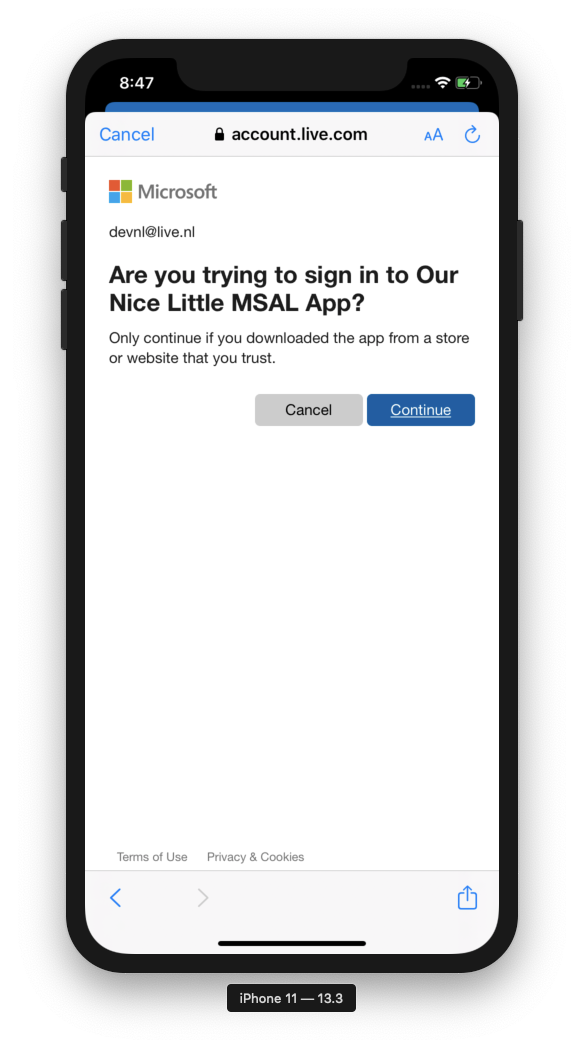 8:47
Cancel account.live.com AA
Microsoft
devnl@live.nl
Are you trying to sign in to Our
Nice Little MSAL App?
Only continue if you downloaded the app from a store
or website that you trust.
Cancel Continue
Terms of Use Privacy & Cookies
iPhone 11 — 13.3